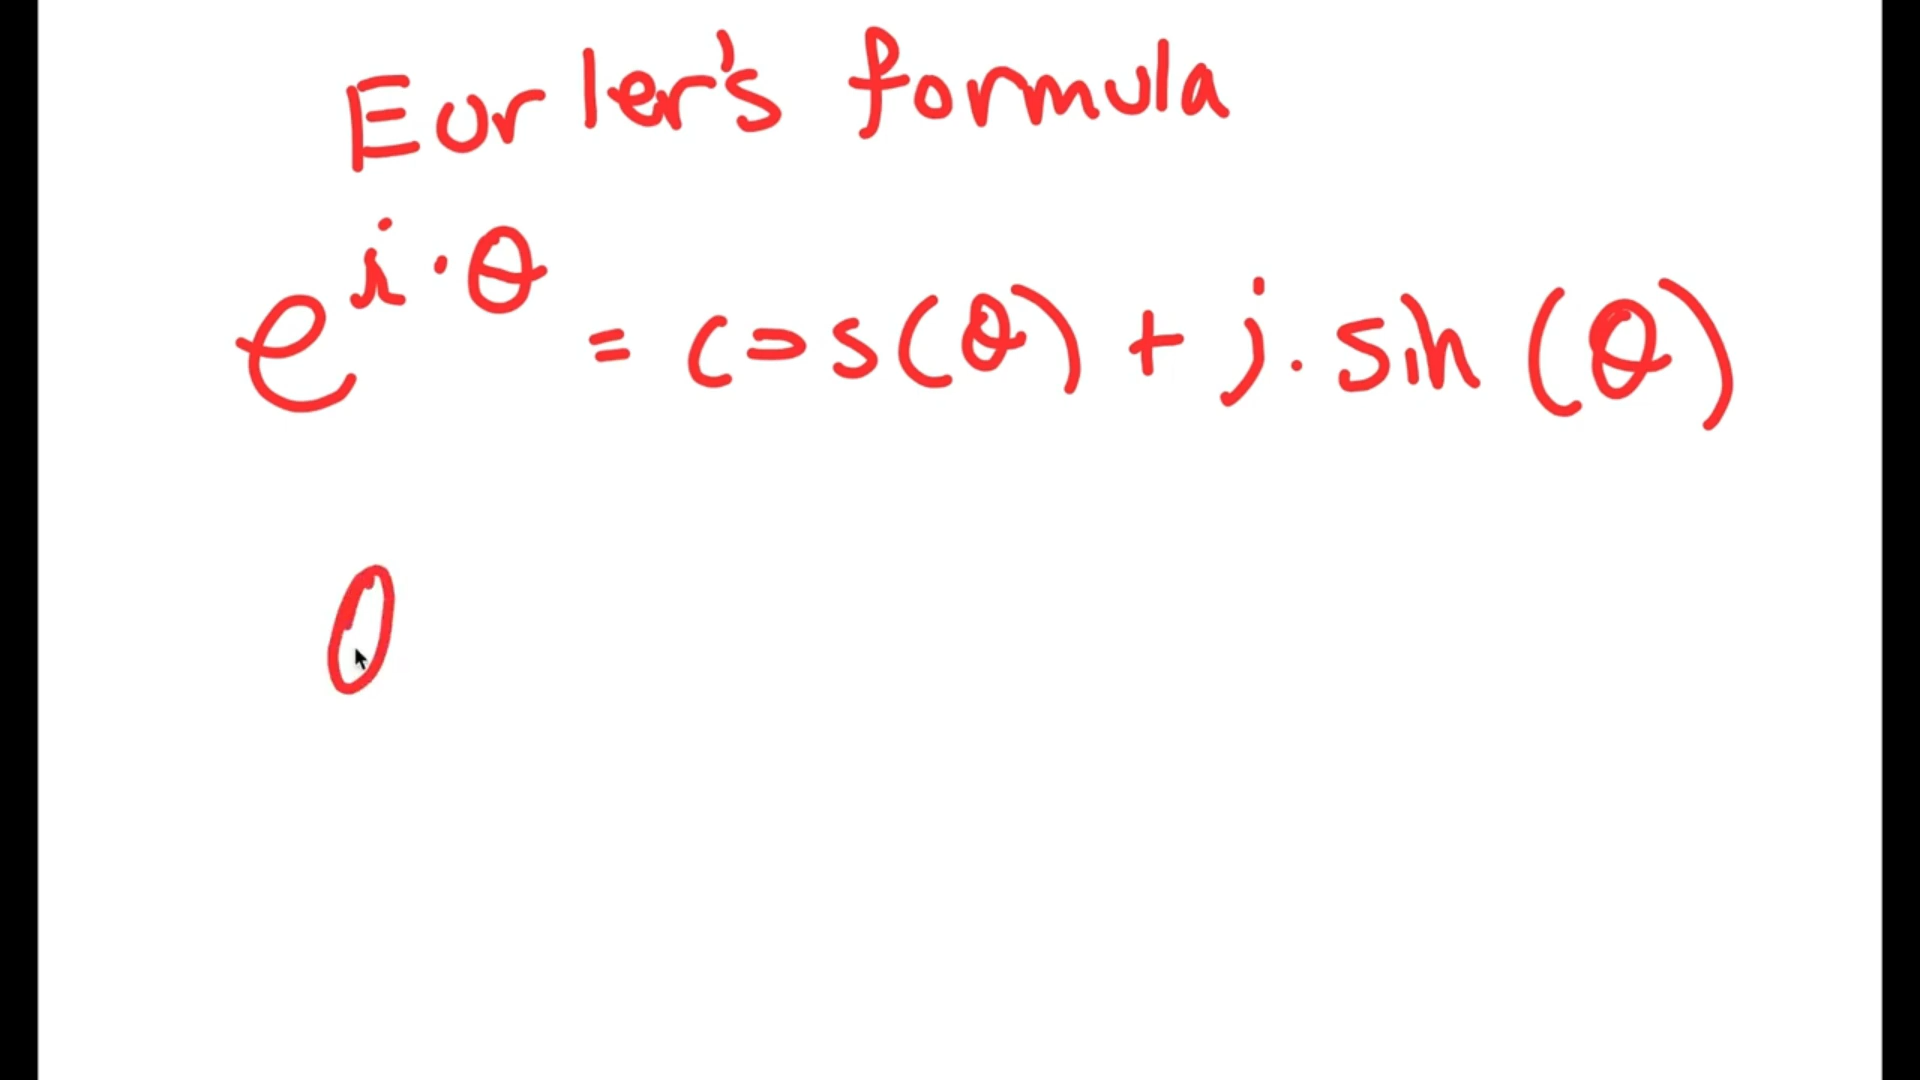 Eurler's formula
e^{i·θ} = cos(θ) + j·sin(θ)
0